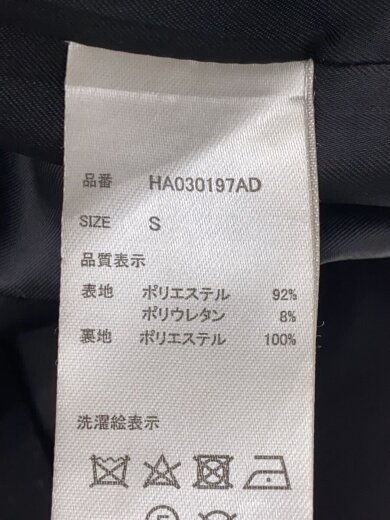 品番 HA030197AD
SIZE S
品質表示
表地 ポリエステル 92%
ポリウレタン 8%
裏地 ポリエステル 100%
洗濯絵表示